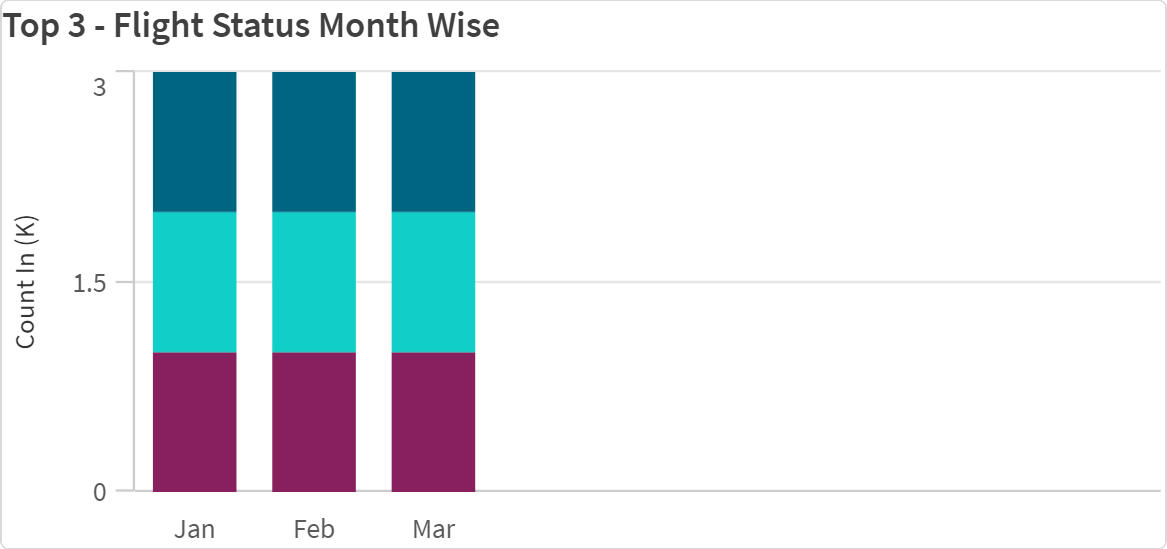 Top 3 - Flight Status Month Wise
3
1.5
0
Count In (K)
Jan Feb Mar